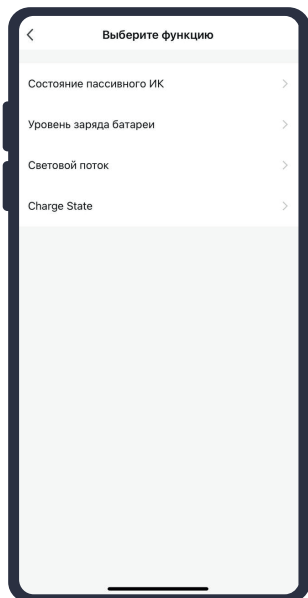 Выберите функцию
Состояние пассивного ИК
Уровень заряда батареи
Световой поток
Charge State